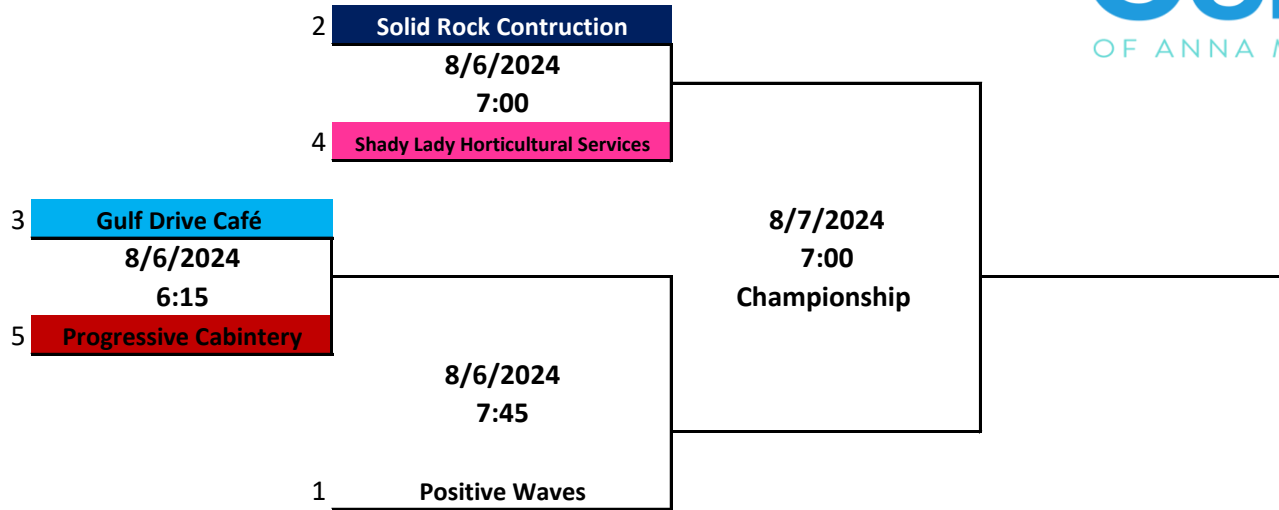 2 Solid Rock Contruction
8/6/2024
7:00
4 Shady Lady Horticultural Services
3 Gulf Drive Café
8/6/2024
6:15
5 Progressive Cabintery
8/6/2024
7:45
1 Positive Waves
8/7/2024
7:00
Championship
OF ANNA